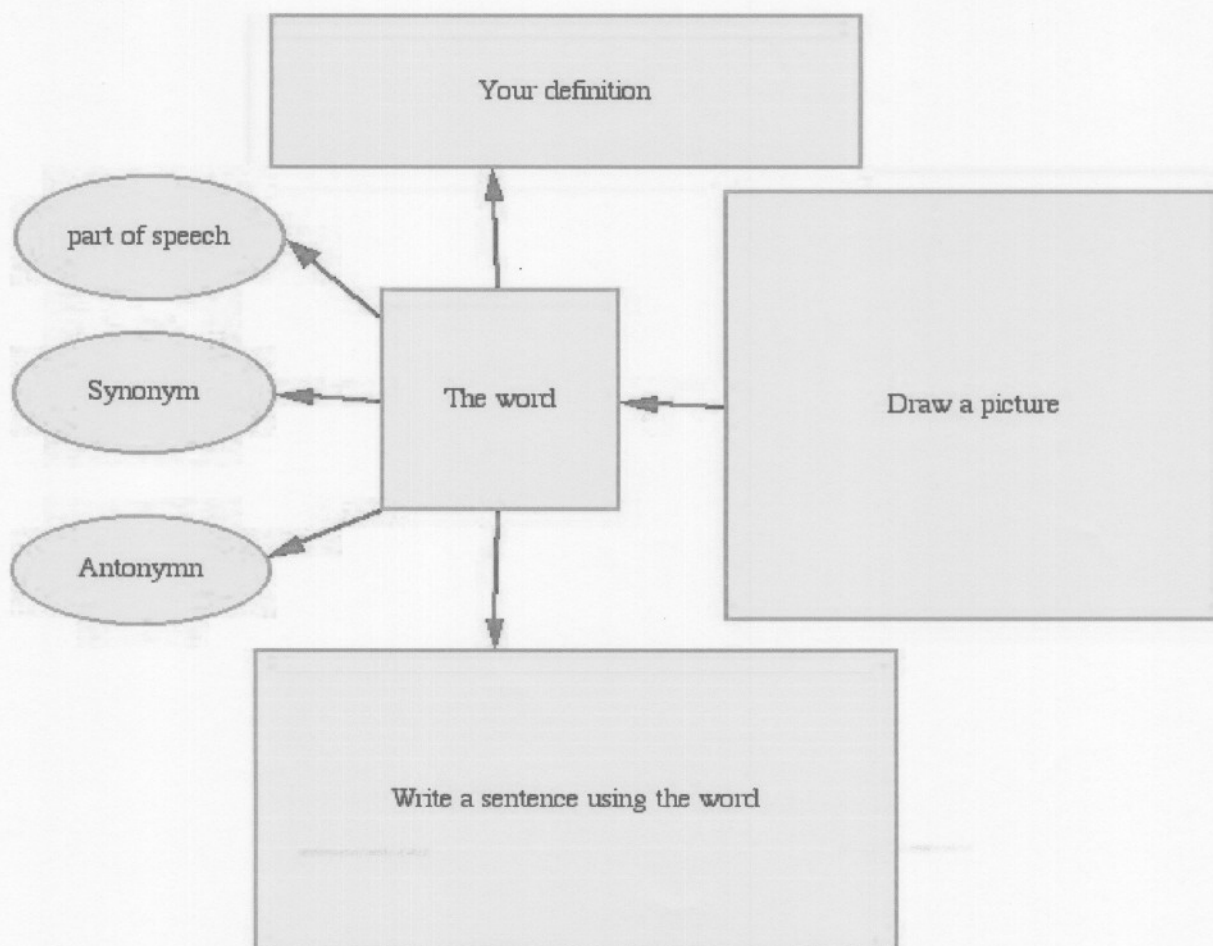 Your definition
part of speech
Synonym
The word
Draw a picture
Antonymn
Write a sentence using the word